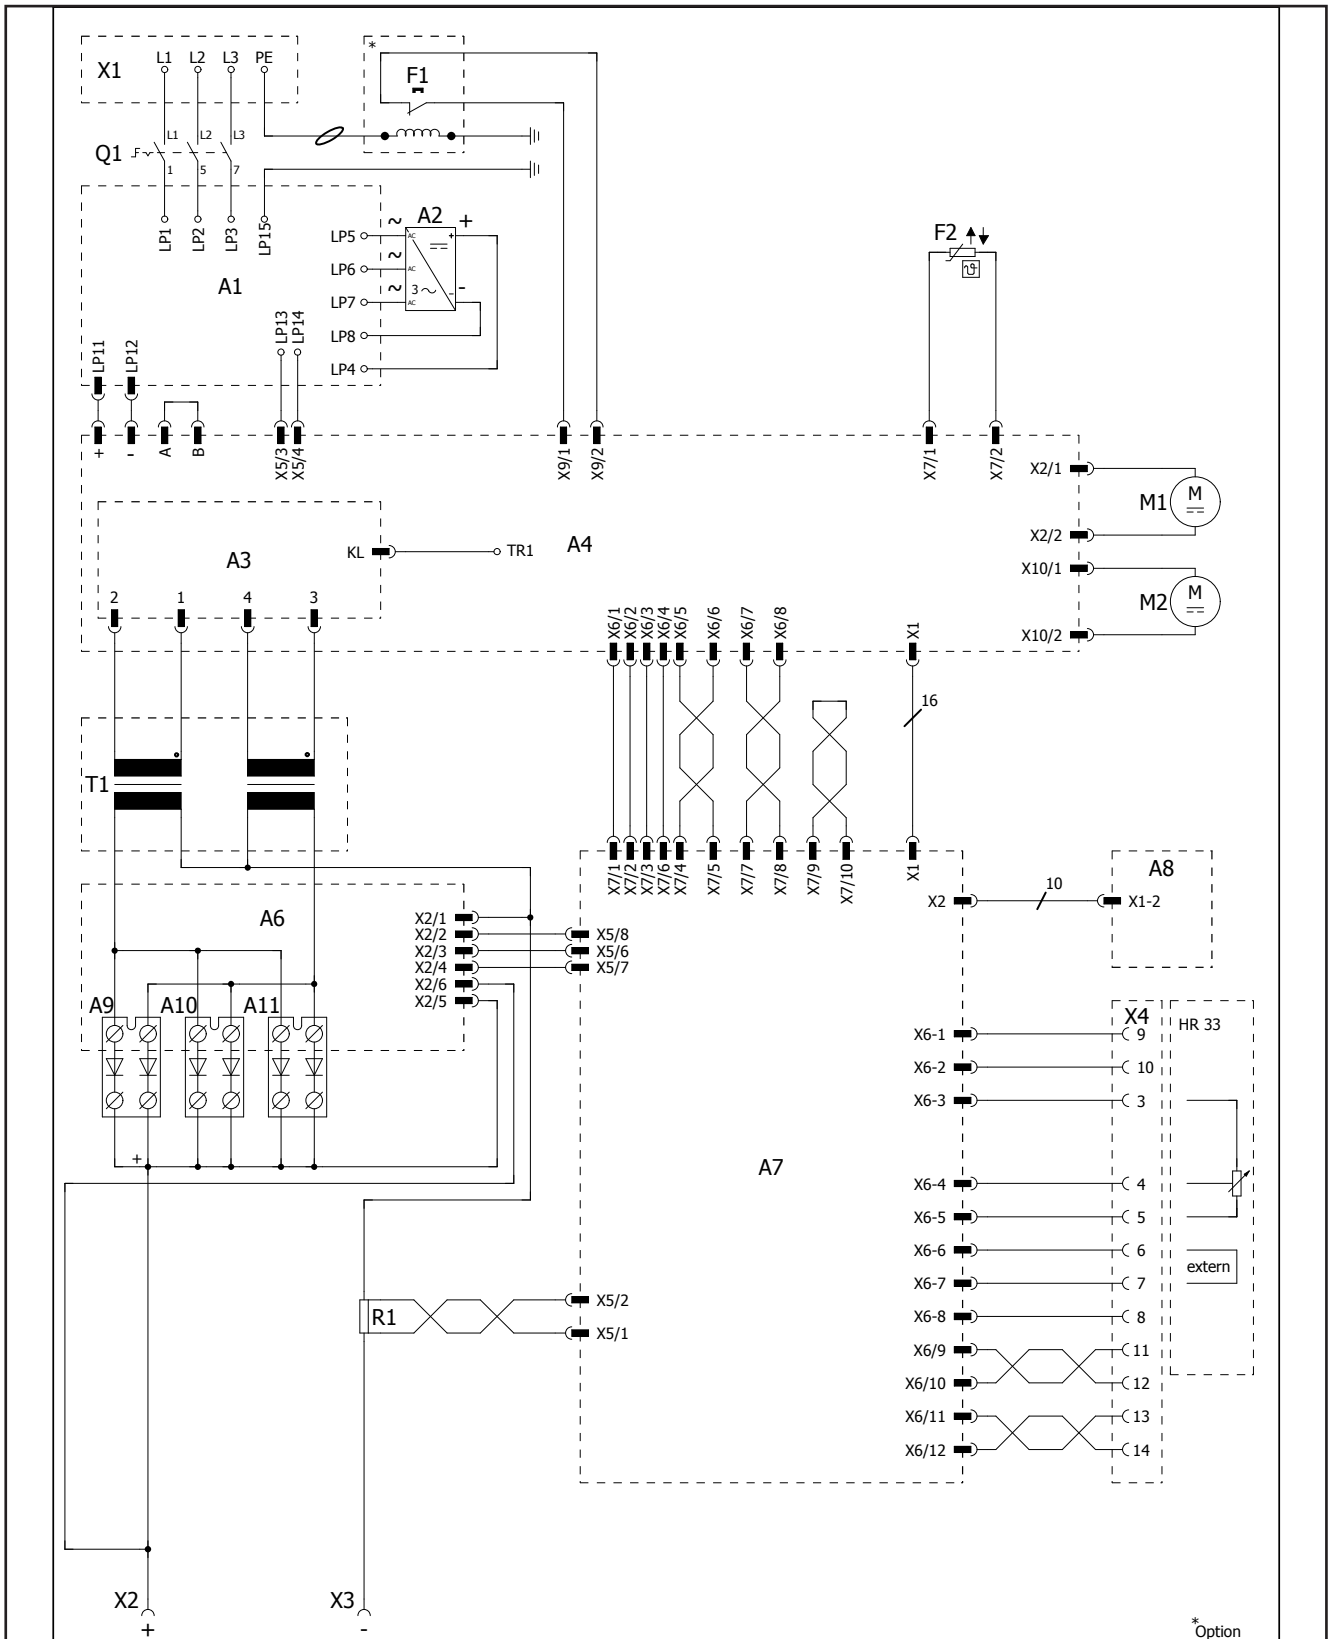 X1
L1 L2 L3 PE
*
F1
Q1
L1 L2 L3
1 5 7
LP1 LP2 LP3 LP15
A1
A2
~ ~ ~
+
-
AC
AC
AC
+
-
3~
LP5
LP6
LP7
LP8
LP4
LP13 LP14
LP11 LP12
F2
ϑ
+ - A B X5/3 X5/4 X9/1 X9/2 X7/1 X7/2
X2/1
M1 M
X2/2
X10/1
M2 M
X10/2
A3
KL
TR1
A4
2 1 4 3
X6/1 X6/2 X6/3 X6/4 X6/5 X6/6 X6/7 X6/8 X1
16
T1
X7/1 X7/2 X7/3 X7/6 X7/4 X7/5 X7/7 X7/8 X7/9 X7/10 X1
X2
10
X1-2
A8
A6
X2/1
X2/2 X5/8
X2/3 X5/6
X2/4 X5/7
X2/6
X2/5
A9 A10 A11
+
A7
X4
HR 33
X6-1 9
X6-2 10
X6-3 3
X6-4 4
X6-5 5
X6-6 6
extern
X6-7 7
X6-8 8
X6/9 11
X6/10 12
X6/11 13
X6/12 14
R1
X5/2
X5/1
X2
+
X3
-
*Option